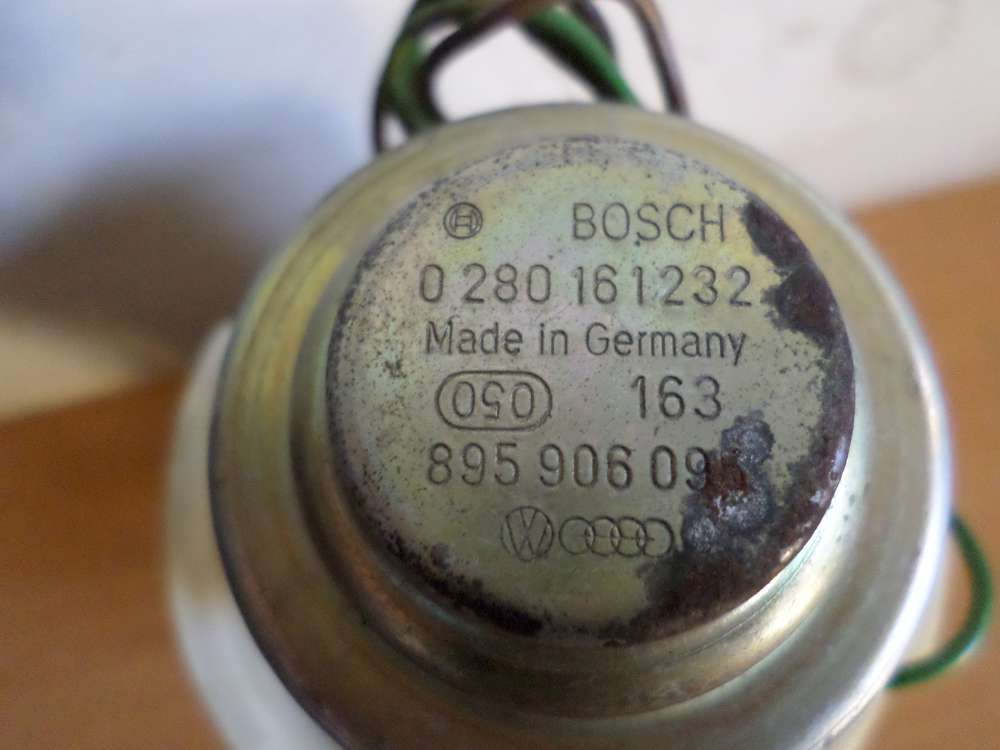 BOSCH
0 280 161 232
Made in Germany
050 163
895 906 09